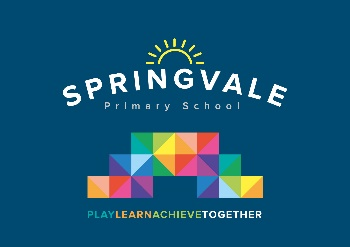 SPRINGVALE
Primary School
PLAYLEARNACHIEVETOGETHER